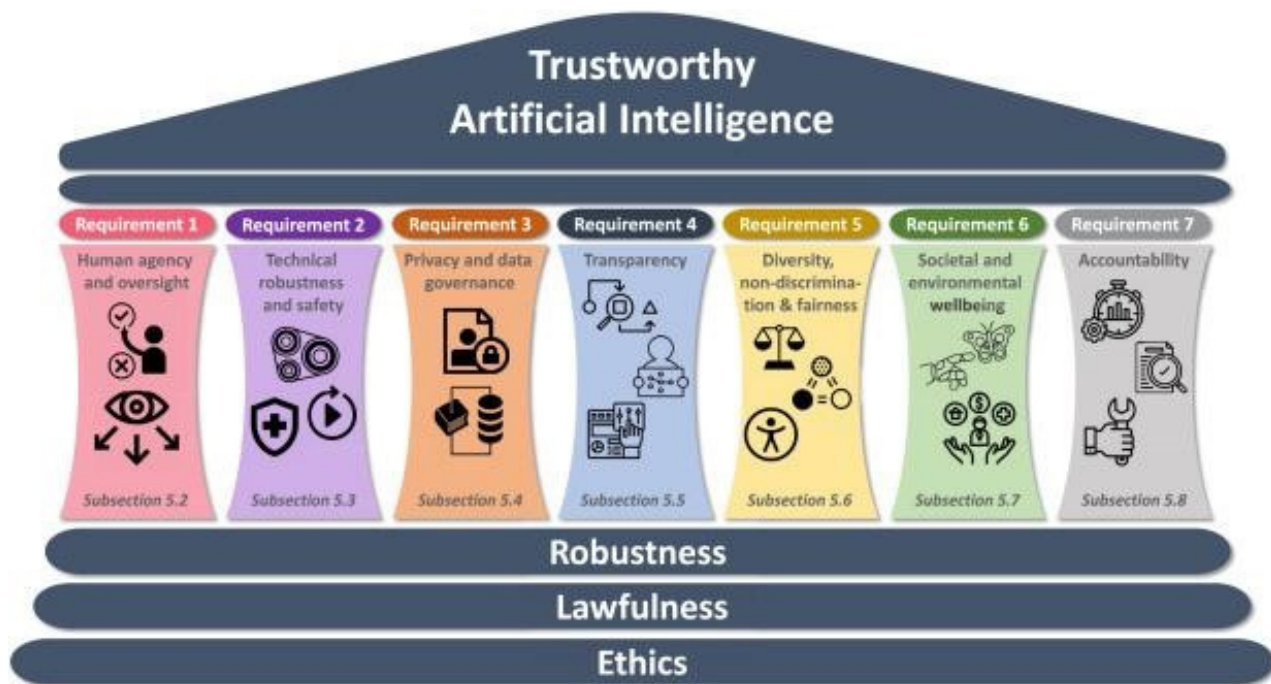 Trustworthy
Artificial Intelligence
Requirement 1
Requirement 2
Requirement 3
Requirement 4
Requirement 5
Requirement 6
Requirement 7
Human agency
and oversight
Technical
robustness
and safety
Privacy and data
governance
Transparency
Diversity,
non-discrimina-
tion & fairness
Societal and
environmental
wellbeing
Accountability
Subsection 5.2
Subsection 5.3
Subsection 5.4
Subsection 5.5
Subsection 5.6
Subsection 5.7
Subsection 5.8
Robustness
Lawfulness
Ethics